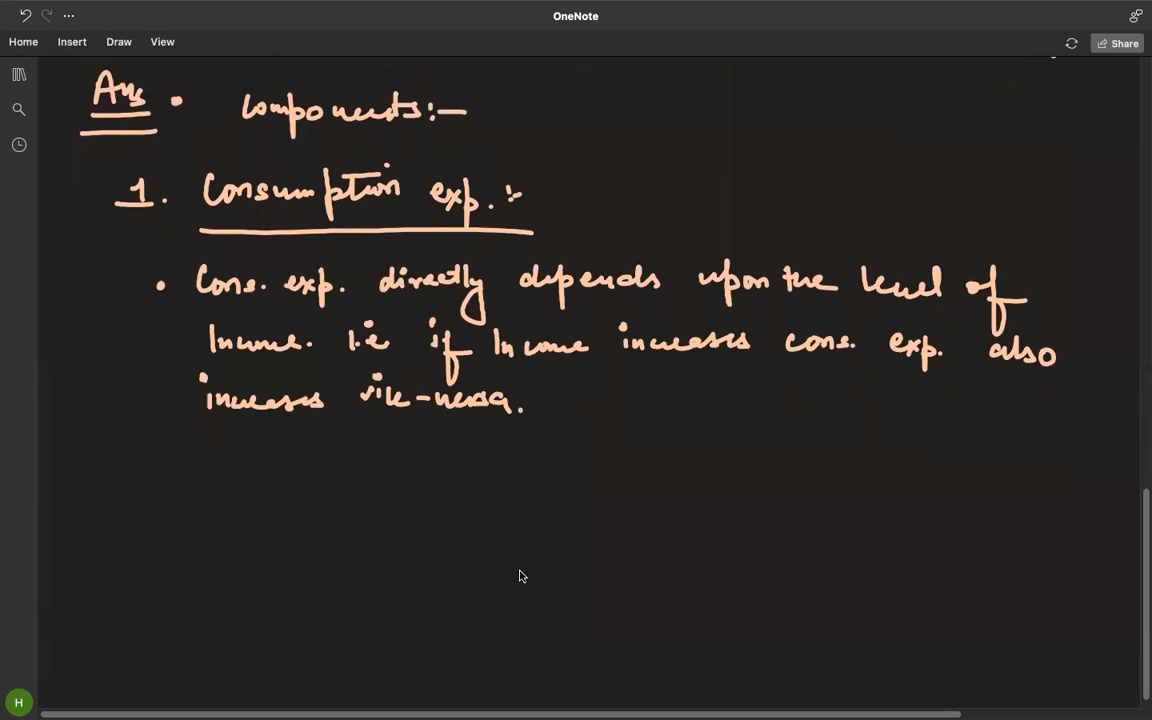 OneNote
Home Insert Draw View
Share
Ans • Components:-
1. Consumption exp. :-
• Cons. exp. directly depends upon the level of
Income. i.e if Income increases cons. exp. also
increases vice-versa.
H